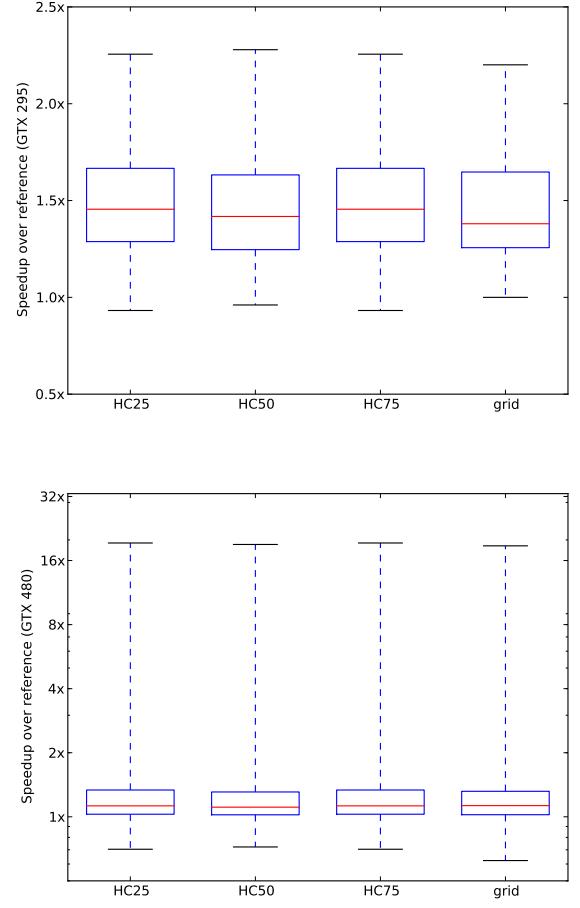 2.5x
2.0x
1.5x
1.0x
0.5x
Speedup over reference (GTX 295)
HC25 HC50 HC75 grid
32x
16x
8x
4x
2x
1x
Speedup over reference (GTX 480)
HC25 HC50 HC75 grid